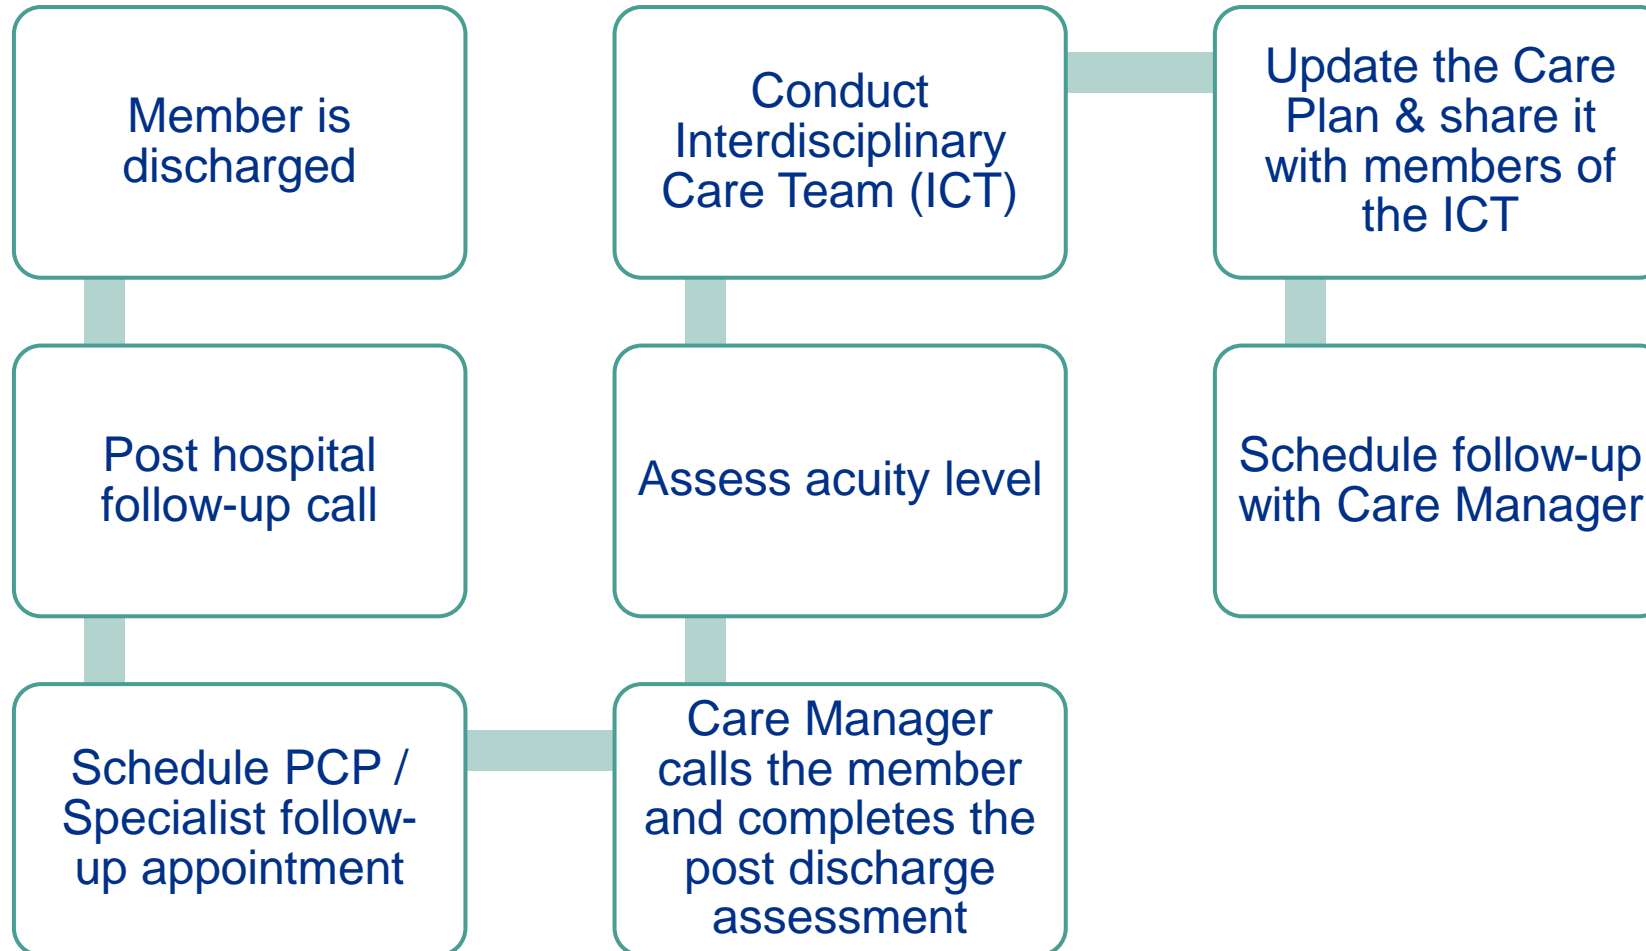 Member is
discharged
Post hospital
follow-up call
Schedule PCP /
Specialist follow-
up appointment
Care Manager
calls the member
and completes the
post discharge
assessment
Assess acuity level
Conduct
Interdisciplinary
Care Team (ICT)
Update the Care
Plan & share it
with members of
the ICT
Schedule follow-up
with Care Manager